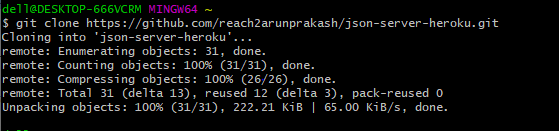 dell@DESKTOP-666VCRM MINGW64 ~
$ git clone https://github.com/reach2arunprakash/json-server-heroku.git
Cloning into 'json-server-heroku'...
remote: Enumerating objects: 31, done.
remote: Counting objects: 100% (31/31), done.
remote: Compressing objects: 100% (26/26), done.
remote: Total 31 (delta 13), reused 12 (delta 3), pack-reused 0
Unpacking objects: 100% (31/31), 222.21 KiB | 65.00 KiB/s, done.